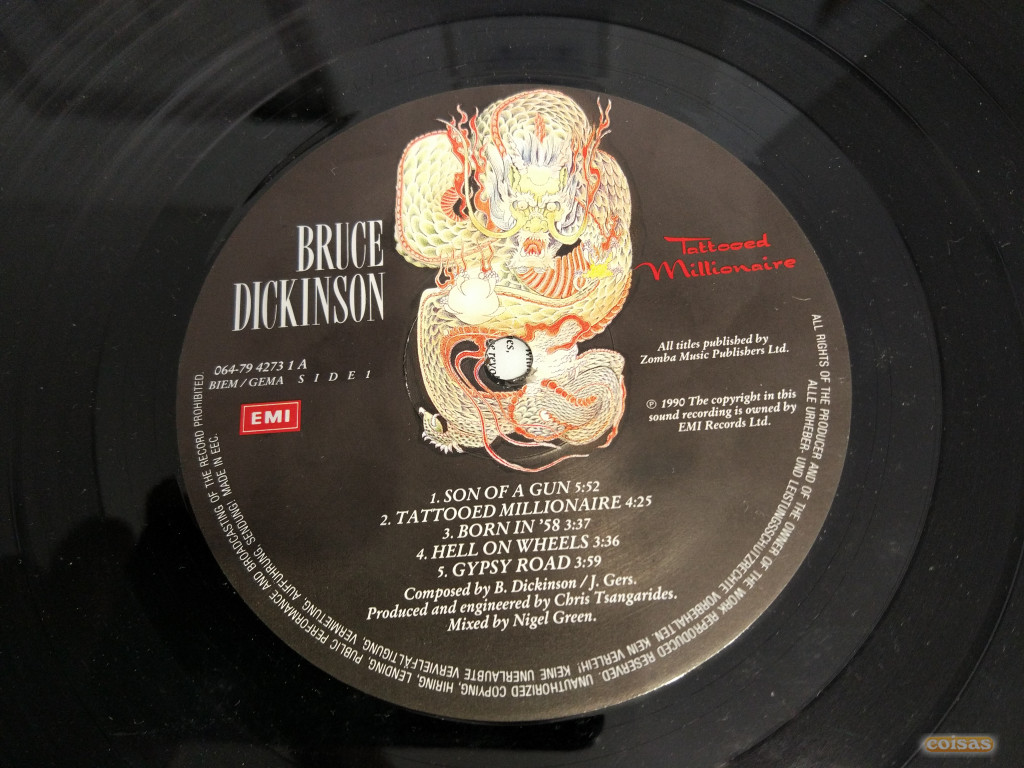 BRUCE
DICKINSON
Tattooed
Millionaire
064-79 4273 1 A
BIEM / GEMA SIDE 1
EMI
All titles published by
Zomba Music Publishers Ltd.
℗ 1990 The copyright in this
sound recording is owned by
EMI Records Ltd.
1. SON OF A GUN 5:52
2. TATTOOED MILLIONAIRE 4:25
3. BORN IN '58 3:37
4. HELL ON WHEELS 3:36
5. GYPSY ROAD 3:59
Composed by B. Dickinson / J. Gers.
Produced and engineered by Chris Tsangarides.
Mixed by Nigel Green.
ALL RIGHTS OF THE PRODUCER AND OF THE OWNER OF THE WORK REPRODUCED RESERVED. UNAUTHORIZED COPYING, HIRING, LENDING, PUBLIC PERFORMANCE AND BROADCASTING OF THE RECORD PROHIBITED.
ALLE URHEBER- UND LEISTUNGSSCHUTZRECHTE VORBEHALTEN. KEIN VERLEIH! KEINE UNERLAUBTE VERVIELFÄLTIGUNG, VERMIETUNG, AUFFÜHRUNG, SENDUNG! MADE IN EEC.
coisas